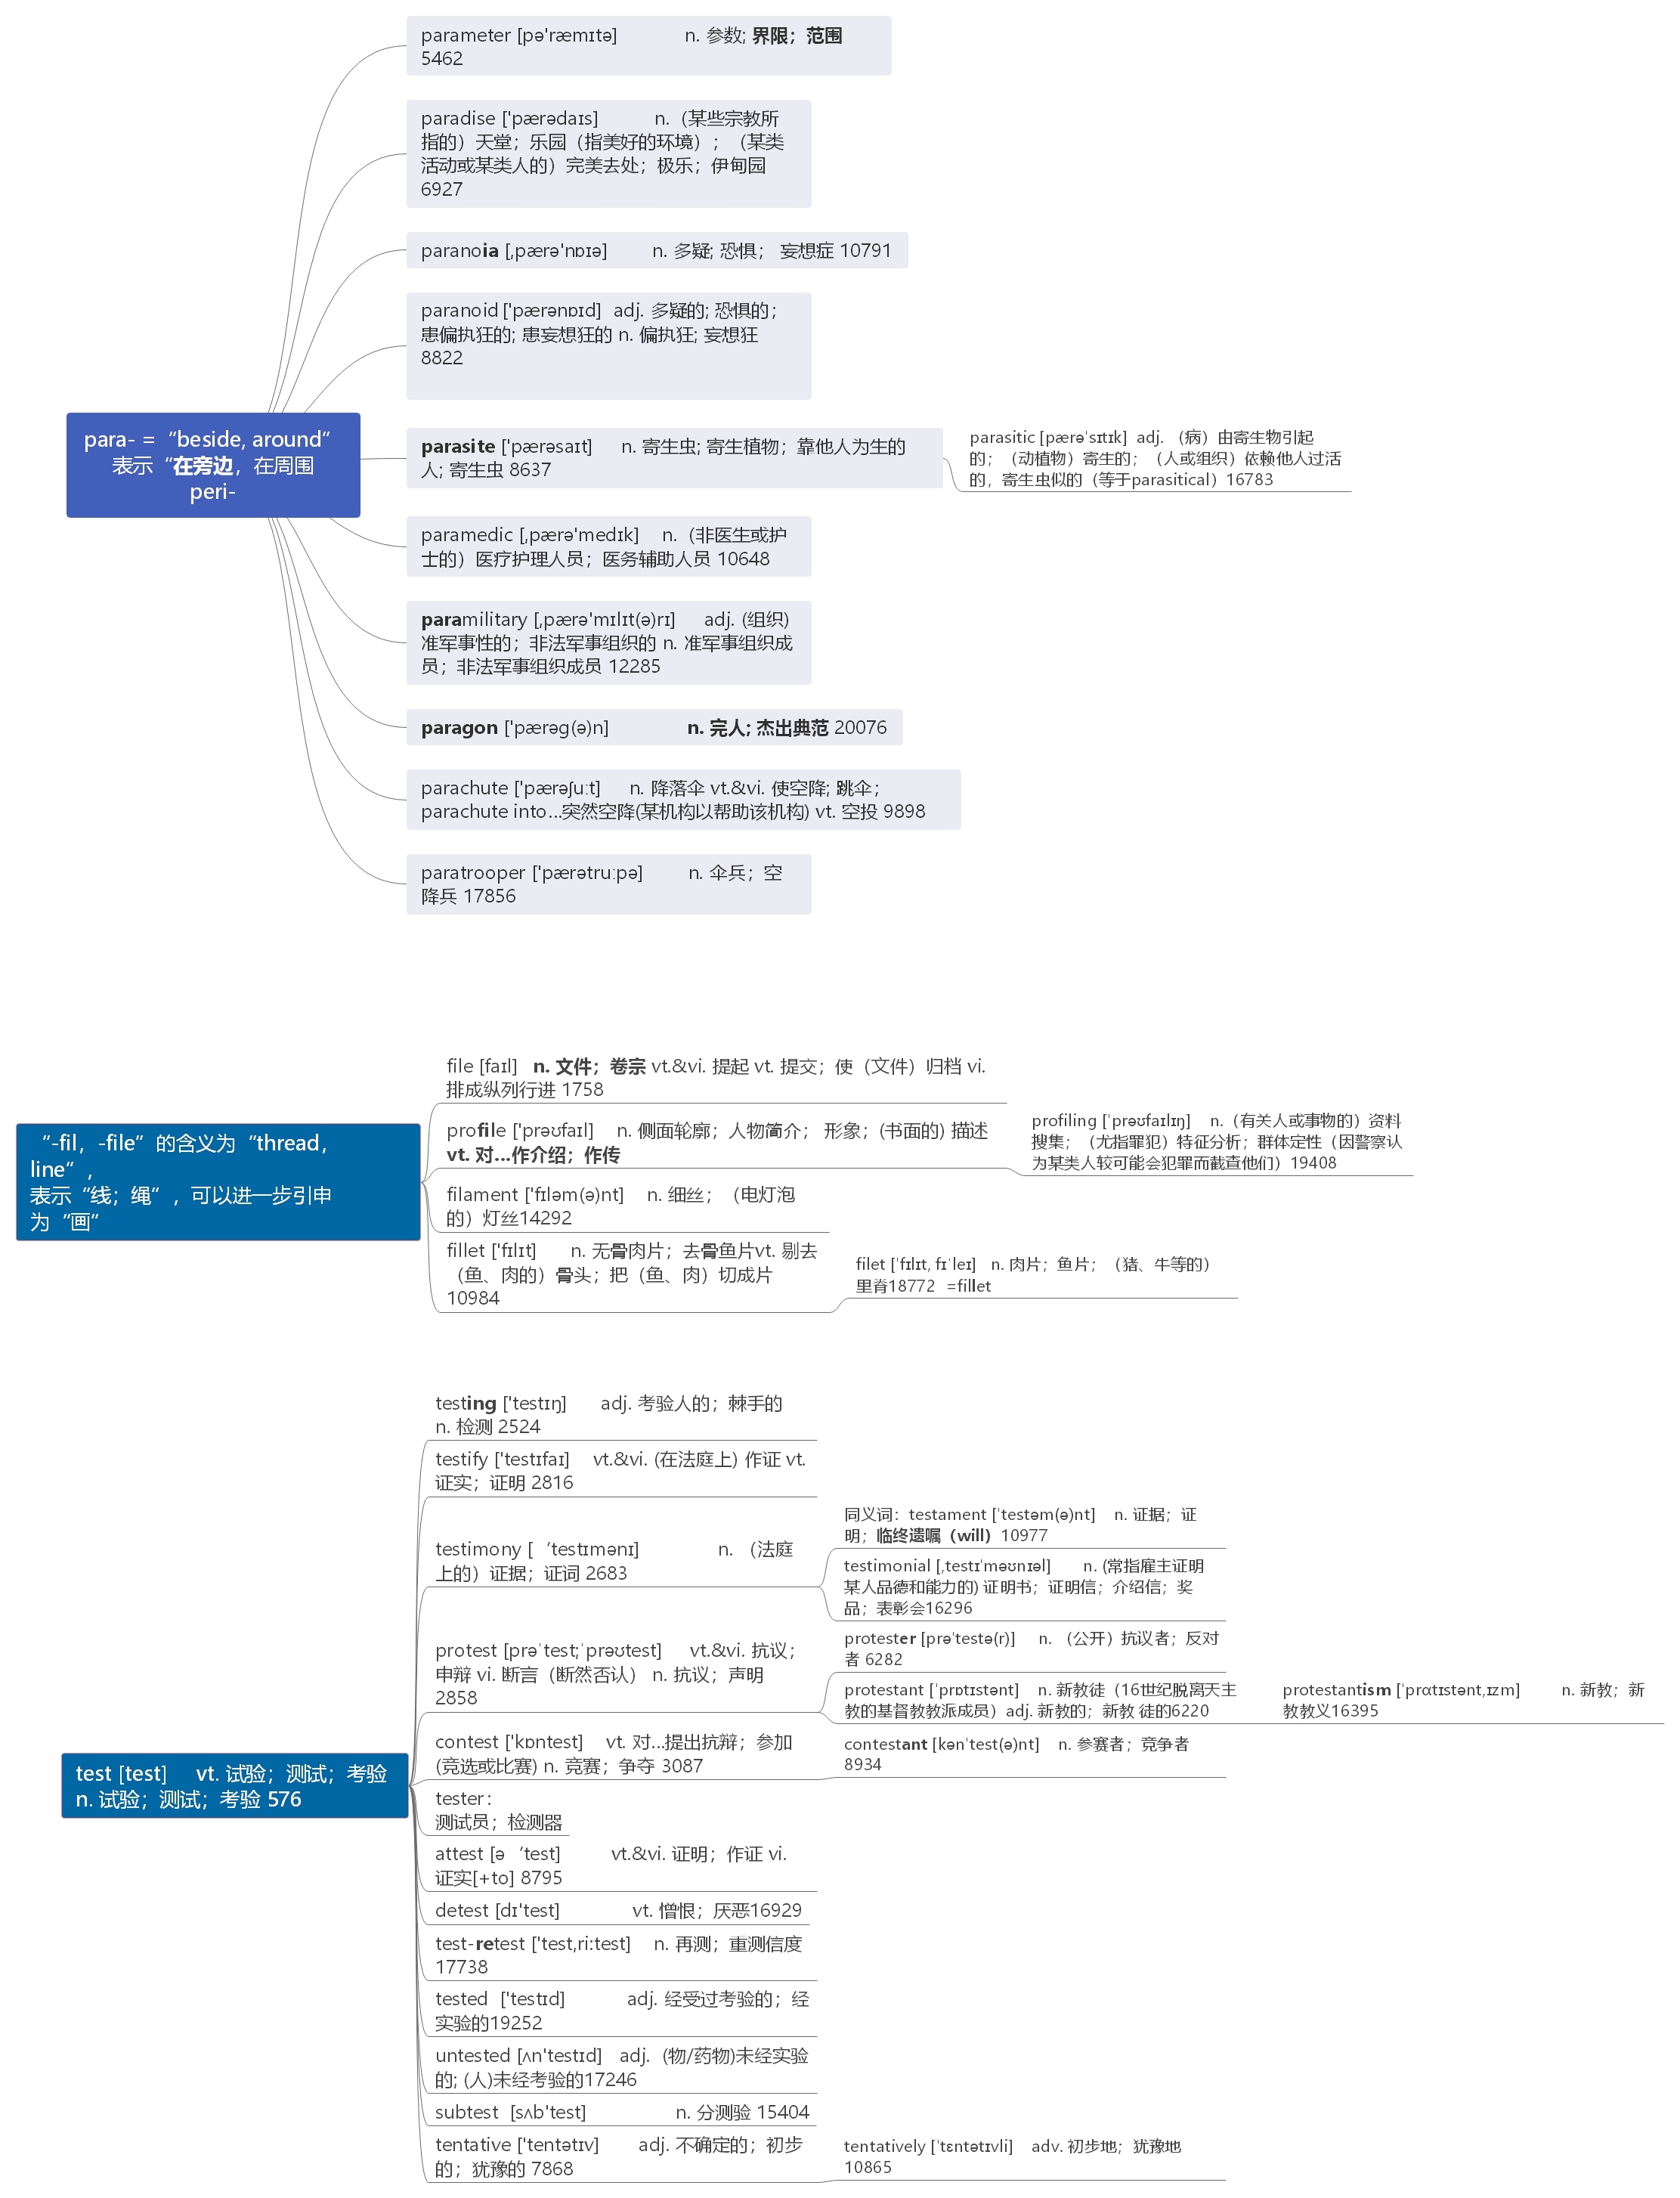 parameter [pə'ræmɪtə] n. 参数; 界限；范围
5462
paradise ['pærədaɪs] n.（某些宗教所
指的）天堂；乐园（指美好的环境）；（某类
活动或某类人的）完美去处；极乐；伊甸园
6927
paranoia [,pærə'nɒɪə] n. 多疑; 恐惧； 妄想症 10791
paranoid ['pærənɒɪd] adj. 多疑的; 恐惧的；
患偏执狂的; 患妄想狂的 n. 偏执狂; 妄想狂
8822
para- =“beside, around”
表示“在旁边，在周围
peri-
parasite ['pærəsaɪt] n. 寄生虫; 寄生植物；靠他人为生的
人; 寄生虫 8637
parasitic [pærəˈsɪtɪk] adj. （病）由寄生物引起
的；（动植物）寄生的；（人或组织）依赖他人过活
的，寄生虫似的（等于parasitical）16783
paramedic [,pærə'medɪk] n.（非医生或护
士的）医疗护理人员；医务辅助人员 10648
paramilitary [,pærə'mɪlɪt(ə)rɪ] adj. (组织)
准军事性的；非法军事组织的 n. 准军事组织成
员；非法军事组织成员 12285
paragon ['pærəg(ə)n] n. 完人; 杰出典范 20076
parachute ['pærəʃuːt] n. 降落伞 vt.&vi. 使空降; 跳伞；
parachute into...突然空降(某机构以帮助该机构) vt. 空投 9898
paratrooper ['pærətruːpə] n. 伞兵；空
降兵 17856
“-fil，-file”的含义为“thread，
line”，
表示“线；绳”，可以进一步引申
为“画”
file [faɪl] n. 文件；卷宗 vt.&vi. 提起 vt. 提交；使（文件）归档 vi.
排成纵列行进 1758
profile ['prəʊfaɪl] n. 侧面轮廓；人物简介； 形象；(书面的) 描述
vt. 对...作介绍；作传
profiling [ˈprəʊfaɪlɪŋ] n.（有关人或事物的）资料
搜集；（尤指罪犯）特征分析；群体定性（因警察认
为某类人较可能会犯罪而截查他们）19408
filament ['fɪləm(ə)nt] n. 细丝；（电灯泡
的）灯丝14292
fillet ['fɪlɪt] n. 无骨肉片；去骨鱼片vt. 剔去
（鱼、肉的）骨头；把（鱼、肉）切成片
10984
filet [ˈfɪlɪt, fɪˈleɪ] n. 肉片；鱼片；（猪、牛等的）
里脊18772 =fillet
test [test] vt. 试验；测试；考验
n. 试验；测试；考验 576
testing ['testɪŋ] adj. 考验人的；棘手的
n. 检测 2524
testify ['testɪfaɪ] vt.&vi. (在法庭上) 作证 vt.
证实；证明 2816
testimony [‘testɪmənɪ] n. （法庭
上的）证据；证词 2683
同义词：testament [ˈtestəm(ə)nt] n. 证据；证
明；临终遗嘱（will）10977
testimonial [,testɪˈməʊnɪəl] n. (常指雇主证明
某人品德和能力的) 证明书；证明信；介绍信；奖
品；表彰会16296
protest [prəˈtest;ˈprəʊtest] vt.&vi. 抗议；
申辩 vi. 断言（断然否认） n. 抗议；声明
2858
protester [prəˈtestə(r)] n. （公开）抗议者；反对
者 6282
protestant [ˈprɒtɪstənt] n. 新教徒（16世纪脱离天主
教的基督教教派成员）adj. 新教的；新教 徒的6220
protestantism [ˈprɑtɪstənt,ɪzm] n. 新教；新
教教义16395
contest ['kɒntest] vt. 对...提出抗辩；参加
(竞选或比赛) n. 竞赛；争夺 3087
contestant [kənˈtest(ə)nt] n. 参赛者；竞争者
8934
tester：
测试员；检测器
attest [ə‘test] vt.&vi. 证明；作证 vi.
证实[+to] 8795
detest [dɪ'test] vt. 憎恨；厌恶16929
test-retest ['test,ri:test] n. 再测；重测信度
17738
tested ['testɪd] adj. 经受过考验的；经
实验的19252
untested [ʌn'testɪd] adj. (物/药物)未经实验
的; (人)未经考验的17246
subtest [sʌb'test] n. 分测验 15404
tentative ['tentətɪv] adj. 不确定的；初步
的；犹豫的 7868
tentatively [ˈtɛntətɪvli] adv. 初步地；犹豫地
10865